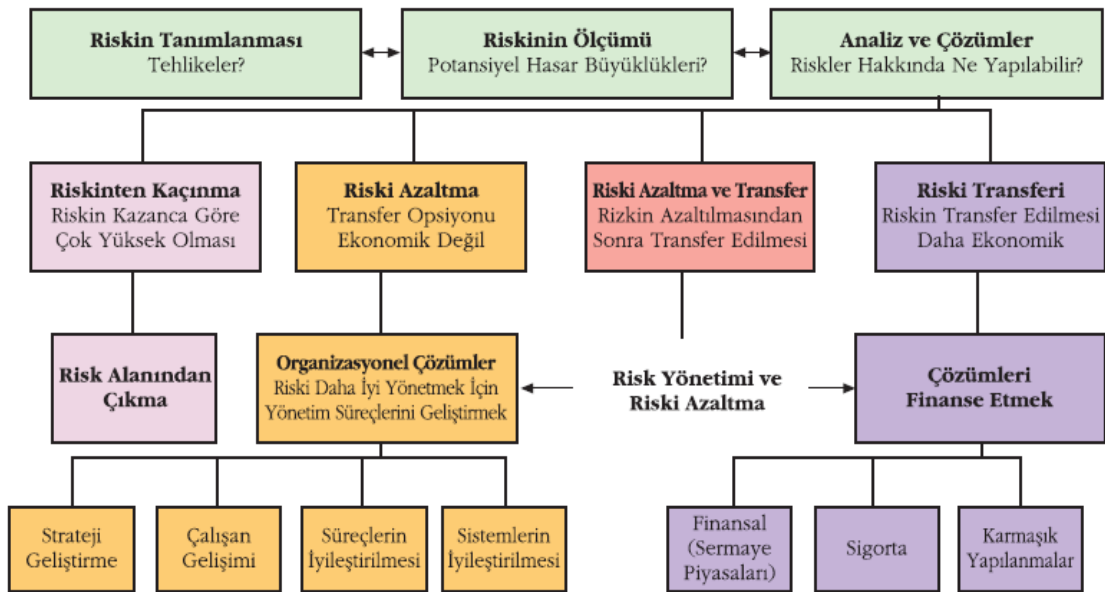 Riskin Tanımlanması
Tehlikeler?
Riskinin Ölçümü
Potansiyel Hasar Büyüklükleri?
Analiz ve Çözümler
Riskler Hakkında Ne Yapılabilir?
Riskinten Kaçınma
Riskin Kazanca Göre
Çok Yüksek Olması
Riski Azaltma
Transfer Opsiyonu
Ekonomik Değil
Riski Azaltma ve Transfer
Rizkin Azaltılmasından
Sonra Transfer Edilmesi
Riski Transferi
Riskin Transfer Edilmesi
Daha Ekonomik
Risk Alanından
Çıkma
Organizasyonel Çözümler
Riski Daha İyi Yönetmek İçin
Yönetim Süreçlerini Geliştirmek
Risk Yönetimi ve
Riski Azaltma
Çözümleri
Finanse Etmek
Strateji
Geliştirme
Çalışan
Gelişimi
Süreçlerin
İyileştirilmesi
Sistemlerin
İyileştirilmesi
Finansal
(Sermaye
Piyasaları)
Sigorta
Karmaşık
Yapılanmalar